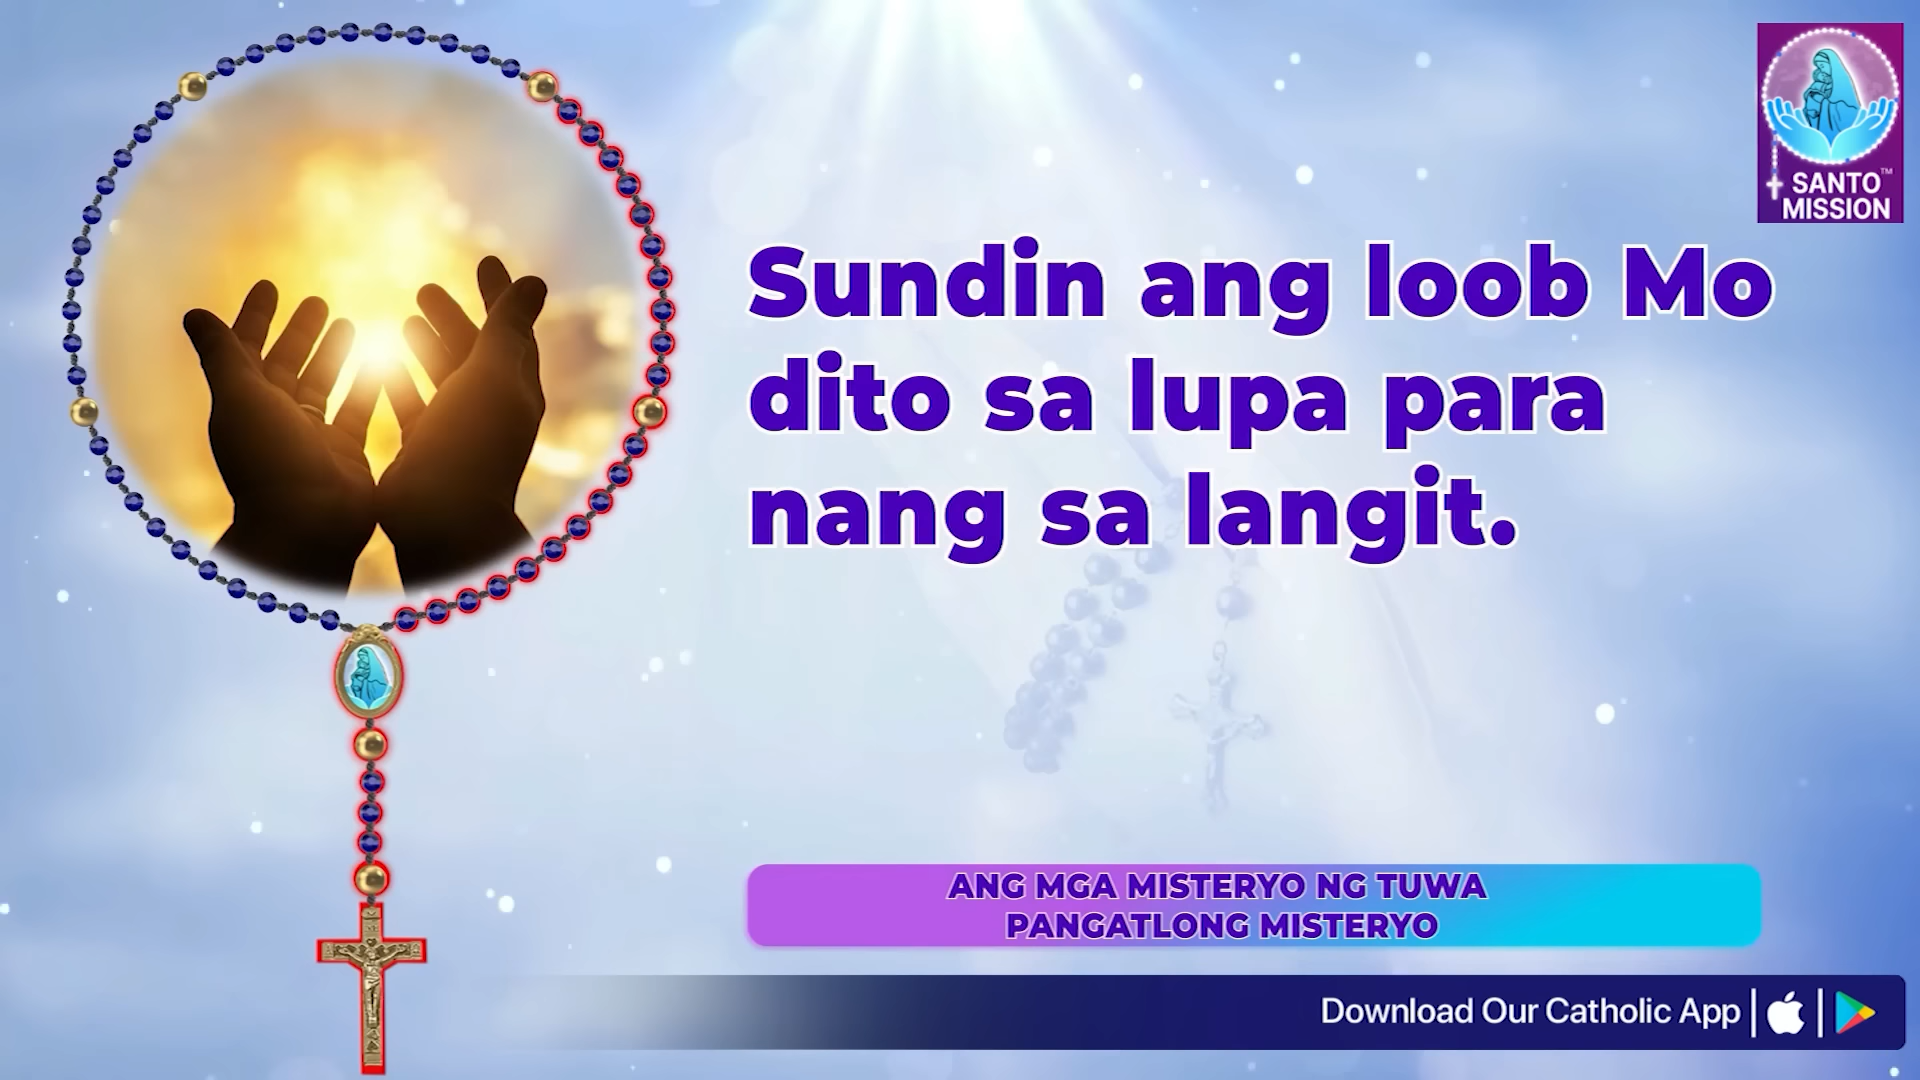 SANTO™
MISSION
Sundin ang loob Mo
dito sa lupa para
nang sa langit.
ANG MGA MISTERYO NG TUWA
PANGATLONG MISTERYO
Download Our Catholic App